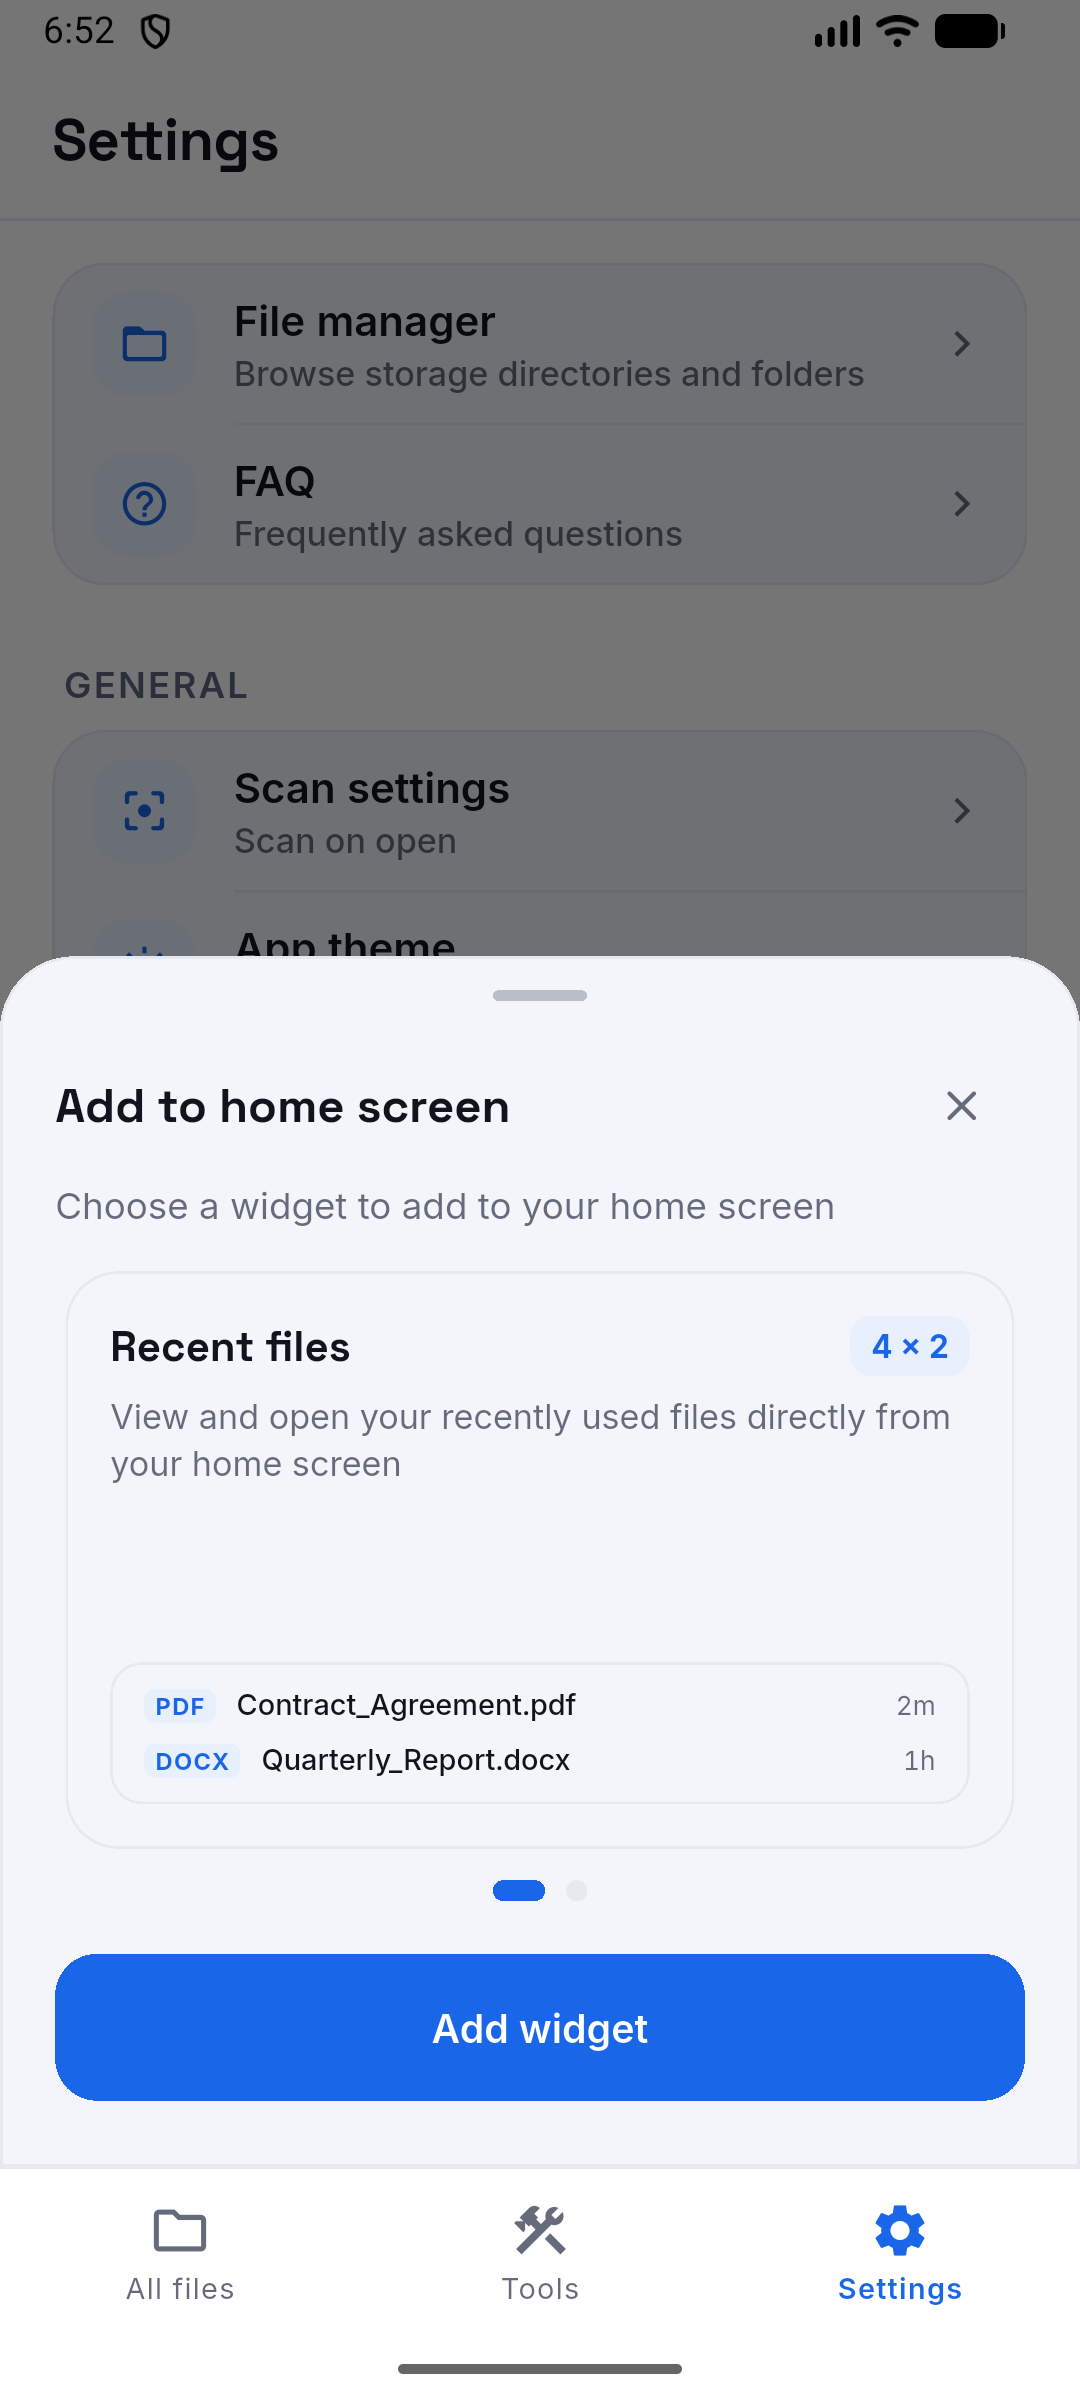 6:52
Settings
File manager
Browse storage directories and folders
FAQ
Frequently asked questions
GENERAL
Scan settings
Scan on open
App theme
Add to home screen
Choose a widget to add to your home screen
Recent files
4 × 2
View and open your recently used files directly from
your home screen
PDF Contract_Agreement.pdf 2m
DOCX Quarterly_Report.docx 1h
Add widget
All files
Tools
Settings